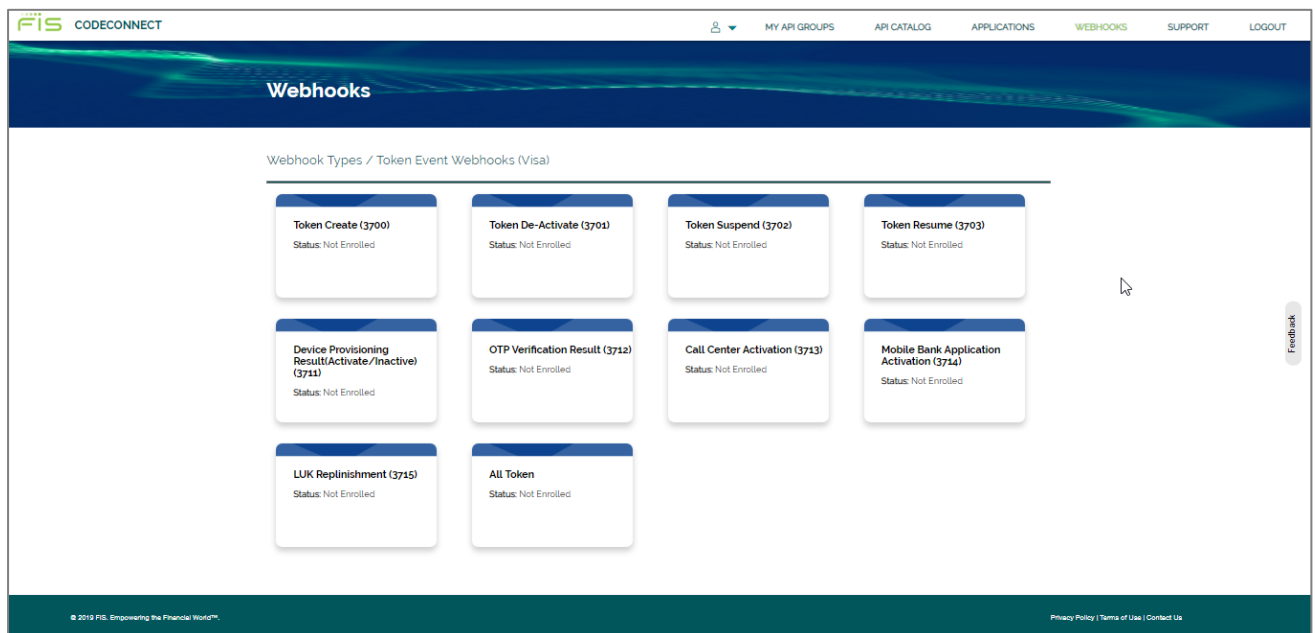 FIS CODECONNECT
MY API GROUPS
API CATALOG
APPLICATIONS
WEBHOOKS
SUPPORT
LOGOUT
Webhooks
Webhook Types / Token Event Webhooks (Visa)
Token Create (3700)
Status: Not Enrolled
Token De-Activate (3701)
Status: Not Enrolled
Token Suspend (3702)
Status: Not Enrolled
Token Resume (3703)
Status: Not Enrolled
Device Provisioning
Result(Activate/Inactive)
(3711)
Status: Not Enrolled
OTP Verification Result (3712)
Status: Not Enrolled
Call Center Activation (3713)
Status: Not Enrolled
Mobile Bank Application
Activation (3714)
Status: Not Enrolled
LUK Replinishment (3715)
Status: Not Enrolled
All Token
Status: Not Enrolled
Feedback
© 2019 FIS. Empowering the Financial World™.
Privacy Policy | Terms of Use | Contact Us